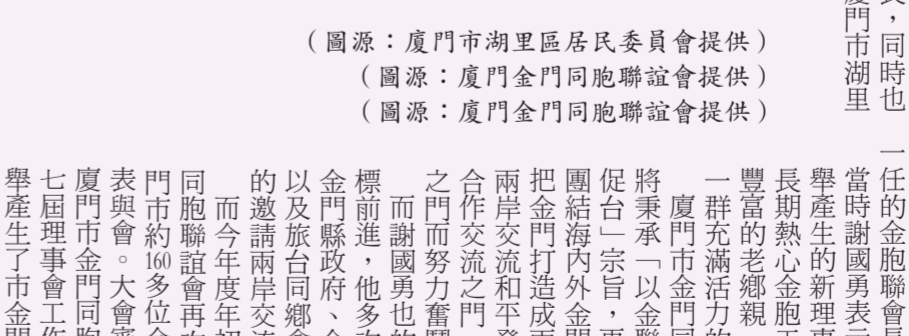 ，同時也
廈門市湖里
（圖源：廈門市湖里區居民委員會提供）
（圖源：廈門金門同胞聯誼會提供）
（圖源：廈門金門同胞聯誼會提供）
一任的金胞聯會員
當時謝國勇表
舉產生的新理事
長期熱心金胞
豐富的老鄉親
一群充滿活力的
廈門市金門同
將秉承「以金聯
促台」宗旨，更
團結海內外金門
把金門打造成
兩岸交流和平發
合作交流之門
之門而努力奮鬥
而謝國勇也的
標前進，他多次
金門縣政府、金
以及旅台同鄉會
的邀請兩岸交流
而今年度年初
同胞聯誼會再次
門市約160多位金
表與會。大會審
廈門市金門同胞
七屆理事會工作
舉產生了市金門